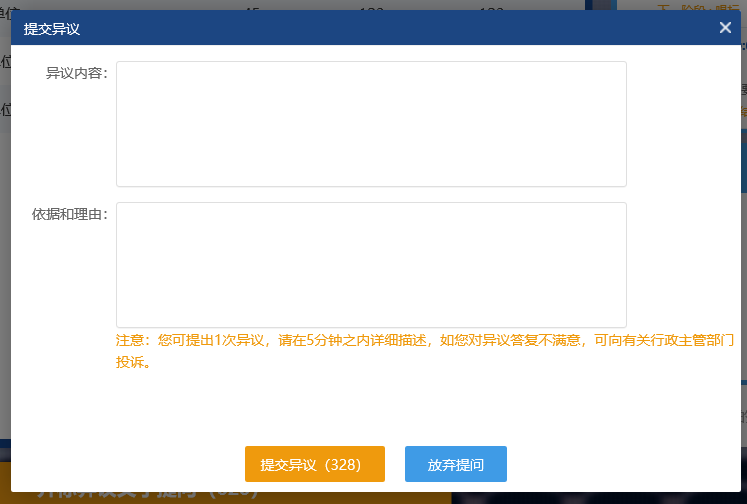 提交异议
异议内容：
依据和理由：
注意：您可提出1次异议，请在5分钟之内详细描述，如您对异议答复不满意，可向有关行政主管部门
投诉。
提交异议（328）
放弃提问